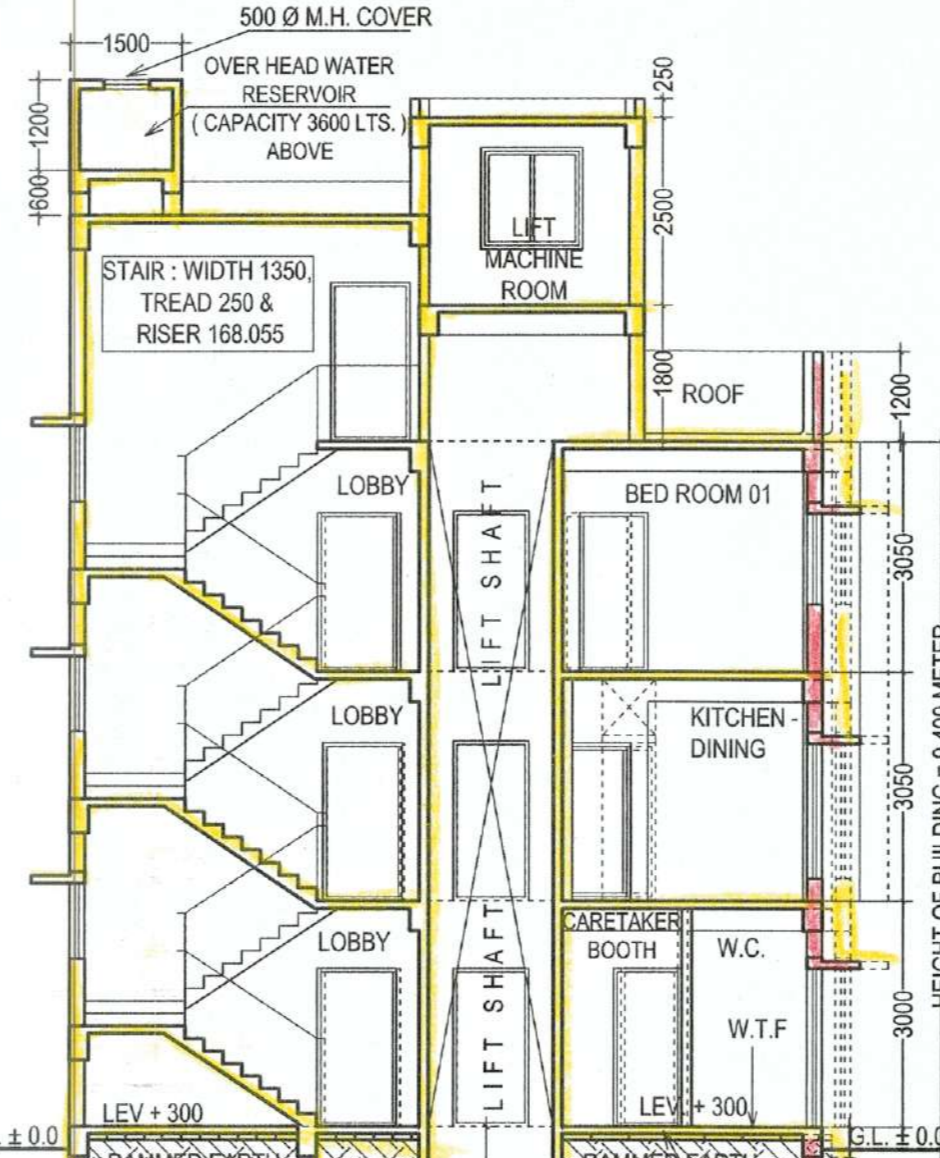 500 Ø M.H. COVER
1500
OVER HEAD WATER
RESERVOIR
( CAPACITY 3600 LTS. )
ABOVE
250
1200
600
2500
LIFT
MACHINE
ROOM
STAIR : WIDTH 1350,
TREAD 250 &
RISER 168.055
1800
ROOF
1200
LOBBY
LIFT SHAFT
BED ROOM 01
3050
LOBBY
KITCHEN -
DINING
3050
LOBBY
LIFT SHAFT
CARETAKER
BOOTH
W.C.
W.T.F
3000
LEV + 300
LEV + 300
± 0.0
G.L. ± 0.0